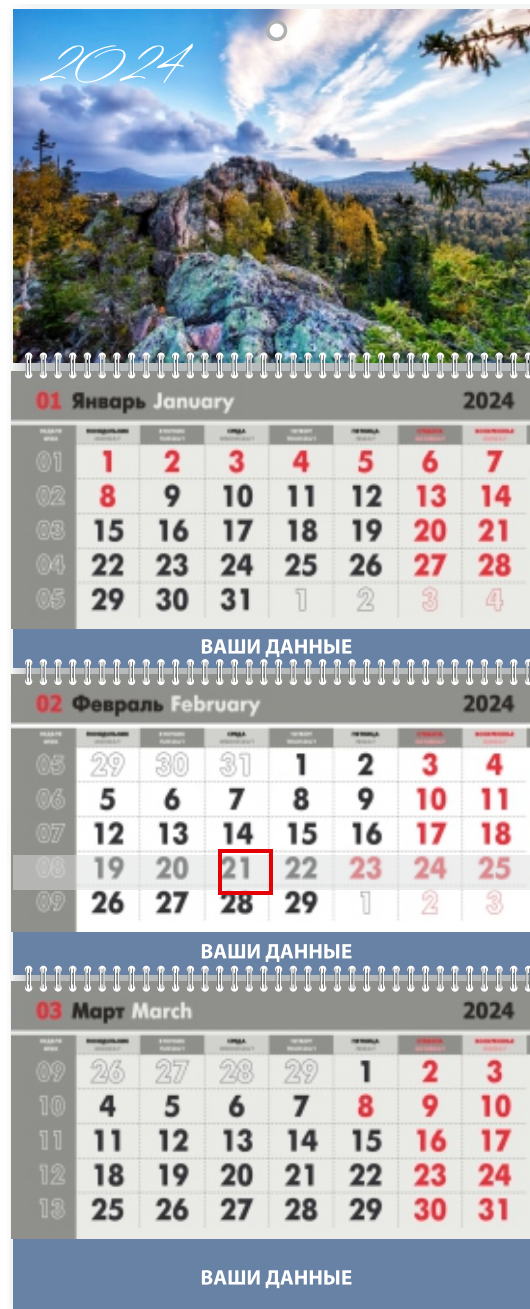 2024
01 Январь January 2024
01 1 2 3 4 5 6 7
02 8 9 10 11 12 13 14
03 15 16 17 18 19 20 21
04 22 23 24 25 26 27 28
05 29 30 31 1 2 3 4
ВАШИ ДАННЫЕ
02 Февраль February 2024
05 29 30 31 1 2 3 4
06 5 6 7 8 9 10 11
07 12 13 14 15 16 17 18
08 19 20 21 22 23 24 25
09 26 27 28 29 1 2 3
ВАШИ ДАННЫЕ
03 Март March 2024
09 26 27 28 29 1 2 3
10 4 5 6 7 8 9 10
11 11 12 13 14 15 16 17
12 18 19 20 21 22 23 24
13 25 26 27 28 29 30 31
ВАШИ ДАННЫЕ